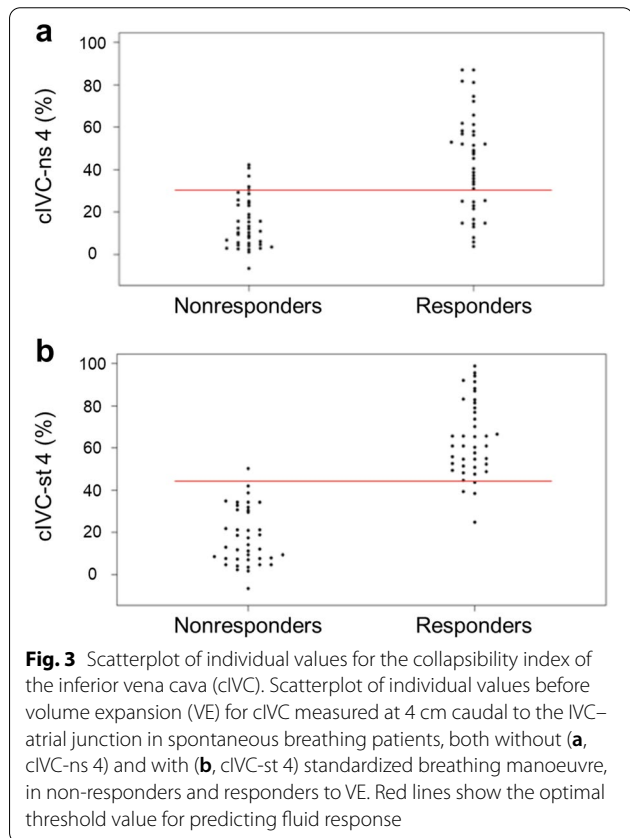 a
100
80
60
40
20
0
cIVC-ns 4 (%)
Nonresponders Responders
b
100
80
60
40
20
0
cIVC-st 4 (%)
Nonresponders Responders
Fig. 3 Scatterplot of individual values for the collapsibility index of
the inferior vena cava (cIVC). Scatterplot of individual values before
volume expansion (VE) for cIVC measured at 4 cm caudal to the IVC–
atrial junction in spontaneous breathing patients, both without (a,
cIVC-ns 4) and with (b, cIVC-st 4) standardized breathing manoeuvre,
in non-responders and responders to VE. Red lines show the optimal
threshold value for predicting fluid response